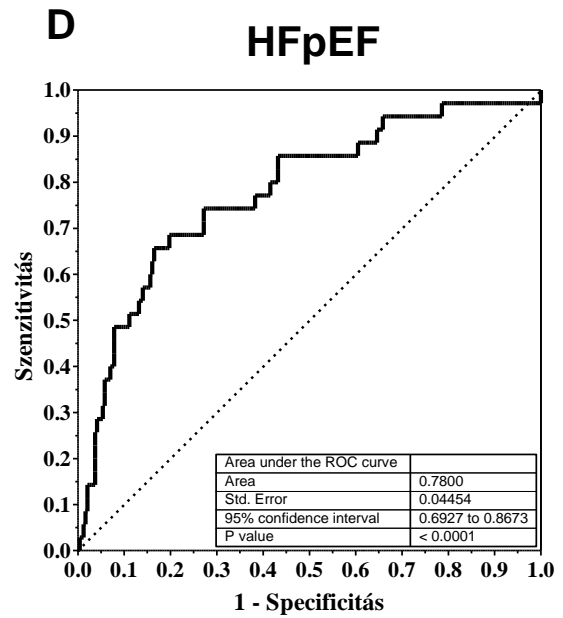 D
HFpEF
1.0
0.9
0.8
0.7
0.6
0.5
0.4
0.3
0.2
0.1
0.0
Szenzitivitás
Area under the ROC curve
Area 0.7800
Std. Error 0.04454
95% confidence interval 0.6927 to 0.8673
P value < 0.0001
0.0 0.1 0.2 0.3 0.4 0.5 0.6 0.7 0.8 0.9 1.0
1 - Specificitás